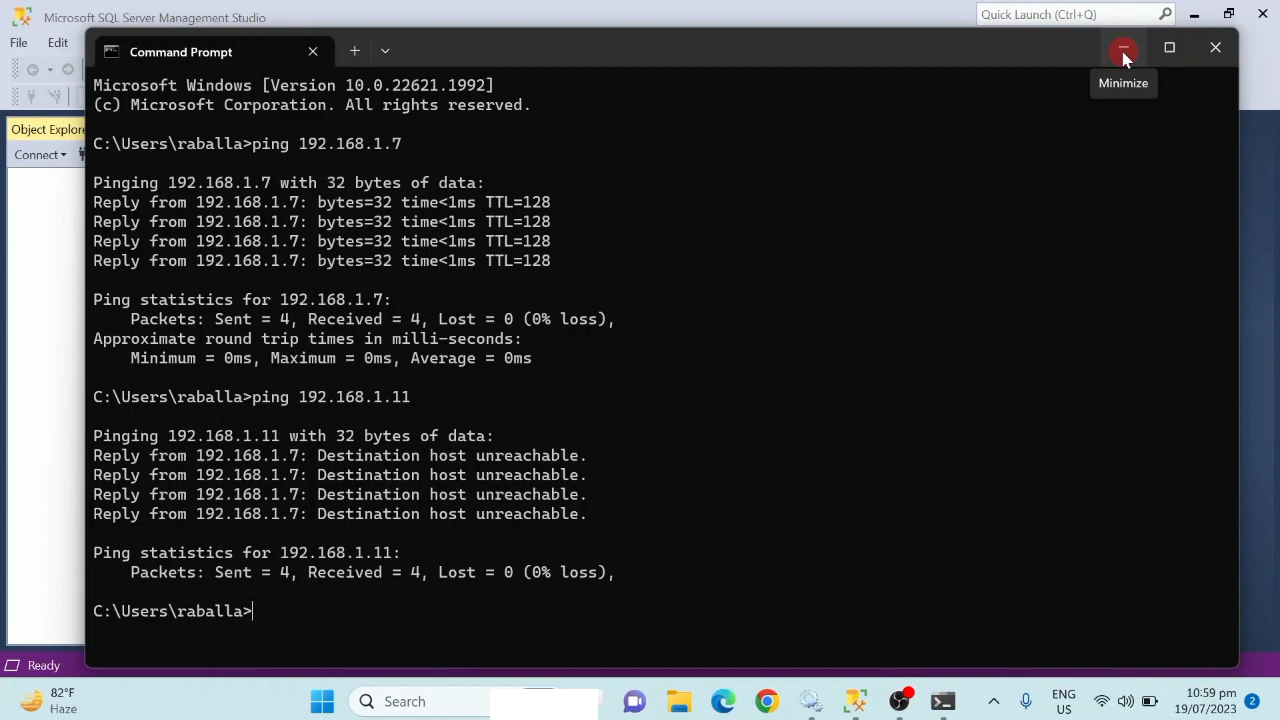 Microsoft SQL Server Management Studio
Quick Launch (Ctrl+Q)
File Edit
Command Prompt
Minimize
Object Explore
Connect
Microsoft Windows [Version 10.0.22621.1992]
(c) Microsoft Corporation. All rights reserved.
C:\Users\raballa>ping 192.168.1.7
Pinging 192.168.1.7 with 32 bytes of data:
Reply from 192.168.1.7: bytes=32 time<1ms TTL=128
Reply from 192.168.1.7: bytes=32 time<1ms TTL=128
Reply from 192.168.1.7: bytes=32 time<1ms TTL=128
Reply from 192.168.1.7: bytes=32 time<1ms TTL=128
Ping statistics for 192.168.1.7:
Packets: Sent = 4, Received = 4, Lost = 0 (0% loss),
Approximate round trip times in milli-seconds:
Minimum = 0ms, Maximum = 0ms, Average = 0ms
C:\Users\raballa>ping 192.168.1.11
Pinging 192.168.1.11 with 32 bytes of data:
Reply from 192.168.1.7: Destination host unreachable.
Reply from 192.168.1.7: Destination host unreachable.
Reply from 192.168.1.7: Destination host unreachable.
Reply from 192.168.1.7: Destination host unreachable.
Ping statistics for 192.168.1.11:
Packets: Sent = 4, Received = 4, Lost = 0 (0% loss),
C:\Users\raballa>
Ready
82°F
Haze
Search
ENG
US
10:59 pm
19/07/2023
2